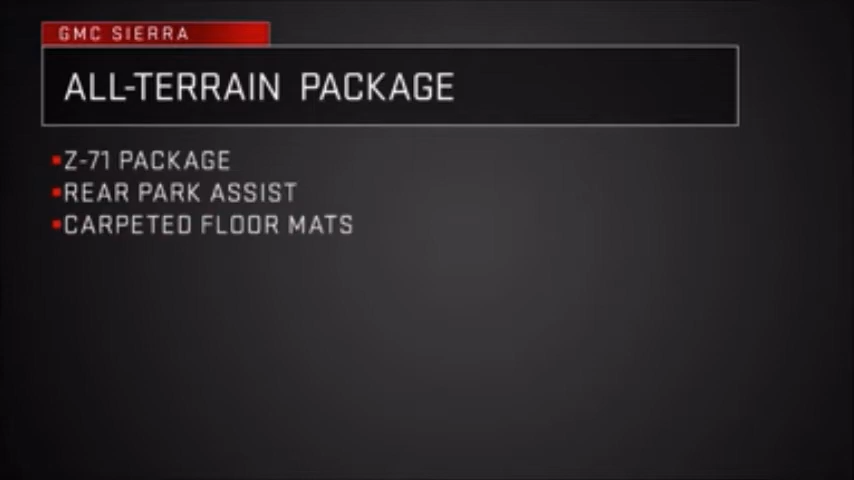 GMC SIERRA
ALL-TERRAIN PACKAGE
Z-71 PACKAGE
REAR PARK ASSIST
CARPETED FLOOR MATS